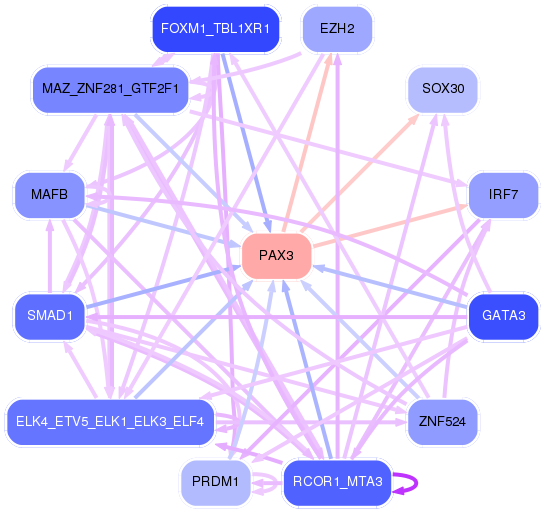 FOXM1_TBL1XR1
EZH2
MAZ_ZNF281_GTF2F1
SOX30
MAFB
IRF7
PAX3
SMAD1
GATA3
ELK4_ETV5_ELK1_ELK3_ELF4
ZNF524
PRDM1
RCOR1_MTA3